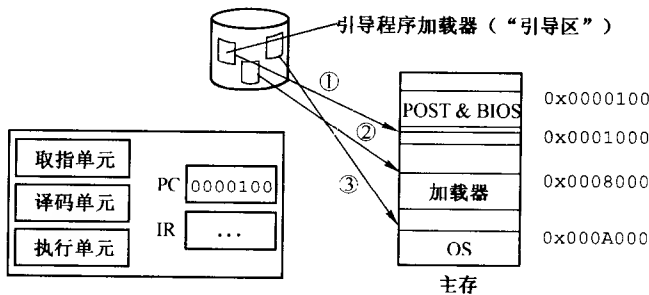 引导程序加载器（“引导区”）
①
②
③
POST & BIOS
0x0000100
0x0001000
加载器
0x0008000
OS
0x000A000
主存
取指单元
译码单元
执行单元
PC
0000100
IR
...